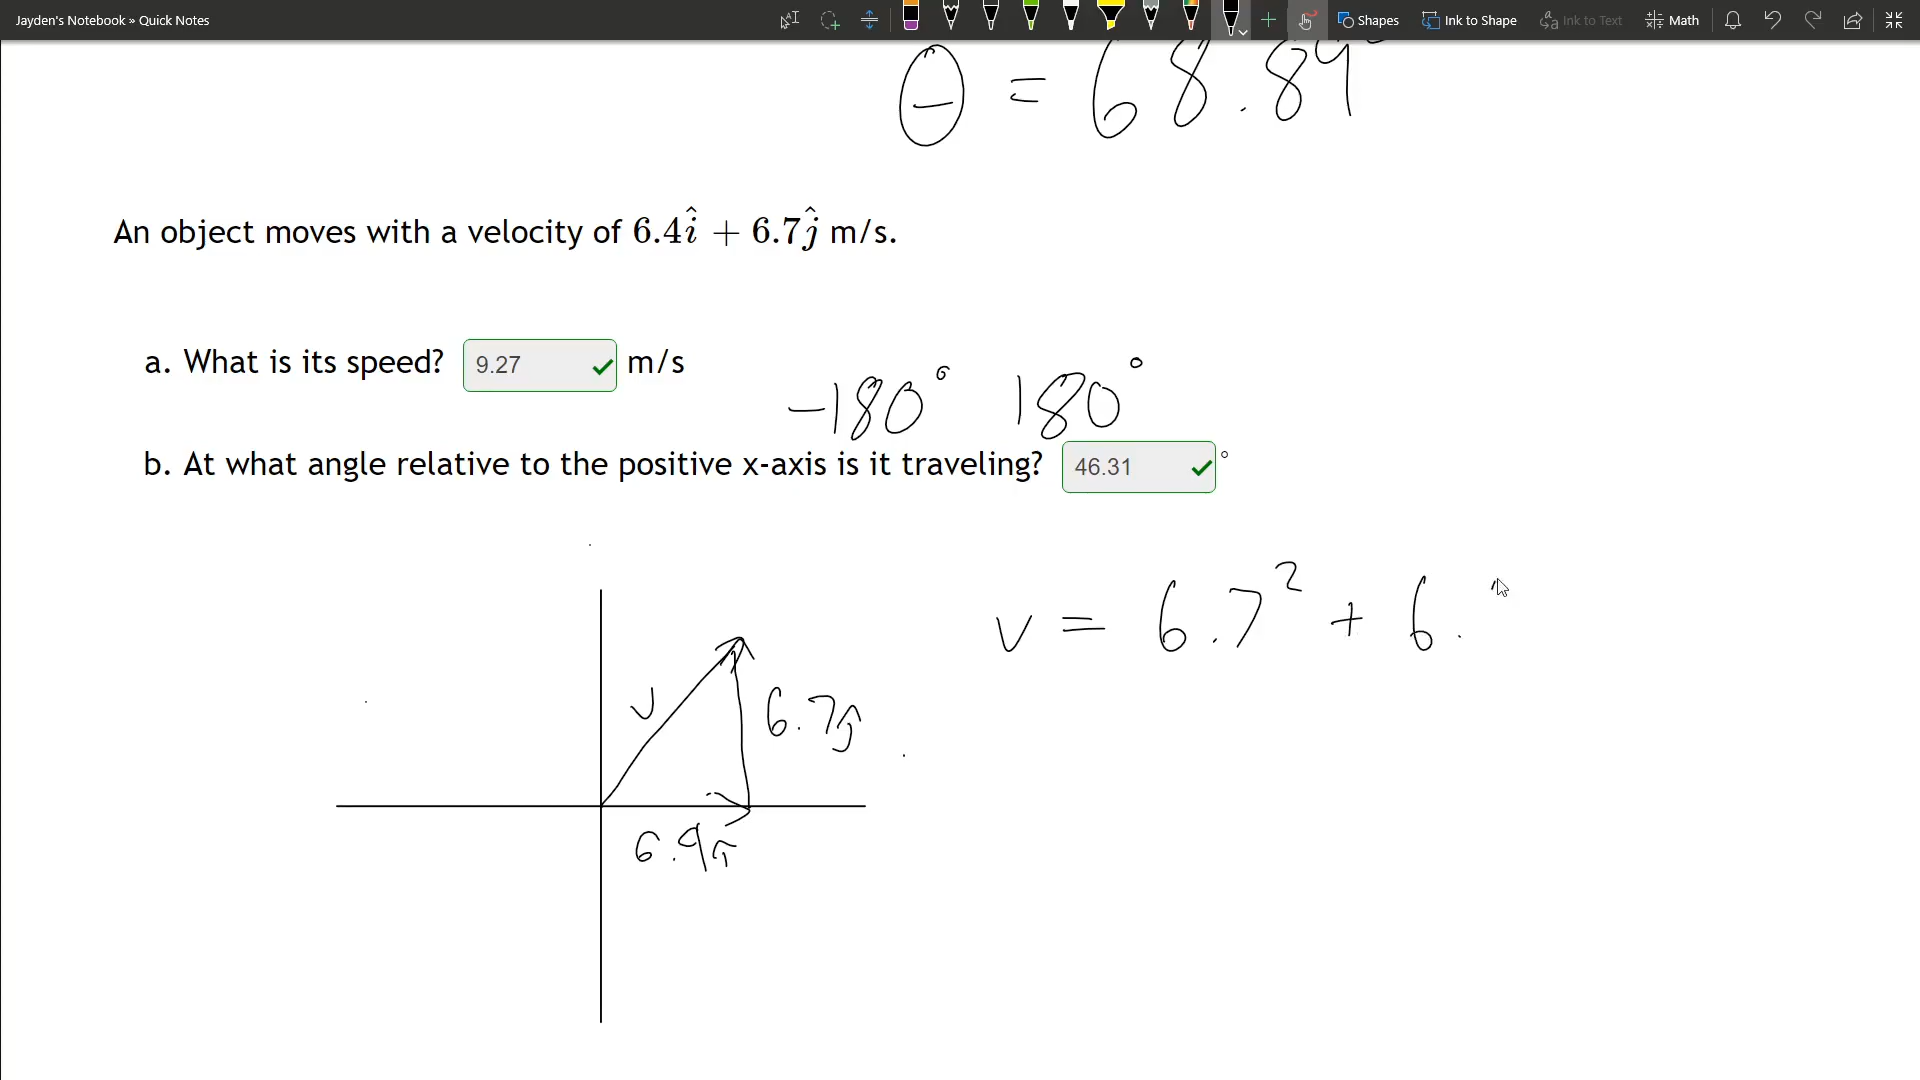 Jayden's Notebook » Quick Notes
Shapes
Ink to Shape
Ink to Text
Math
θ = 68.89°
An object moves with a velocity of 6.4î + 6.7ĵ m/s.
a. What is its speed? 9.27 m/s
-180° 180°
b. At what angle relative to the positive x-axis is it traveling? 46.31 °
v = 6.7² + 6.
v
6.7ĵ
6.4î